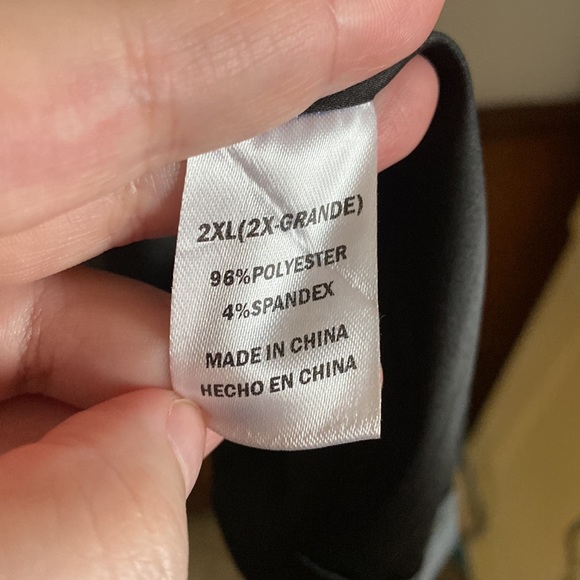 2XL(2X-GRANDE)
96%POLYESTER
4%SPANDEX
MADE IN CHINA
HECHO EN CHINA